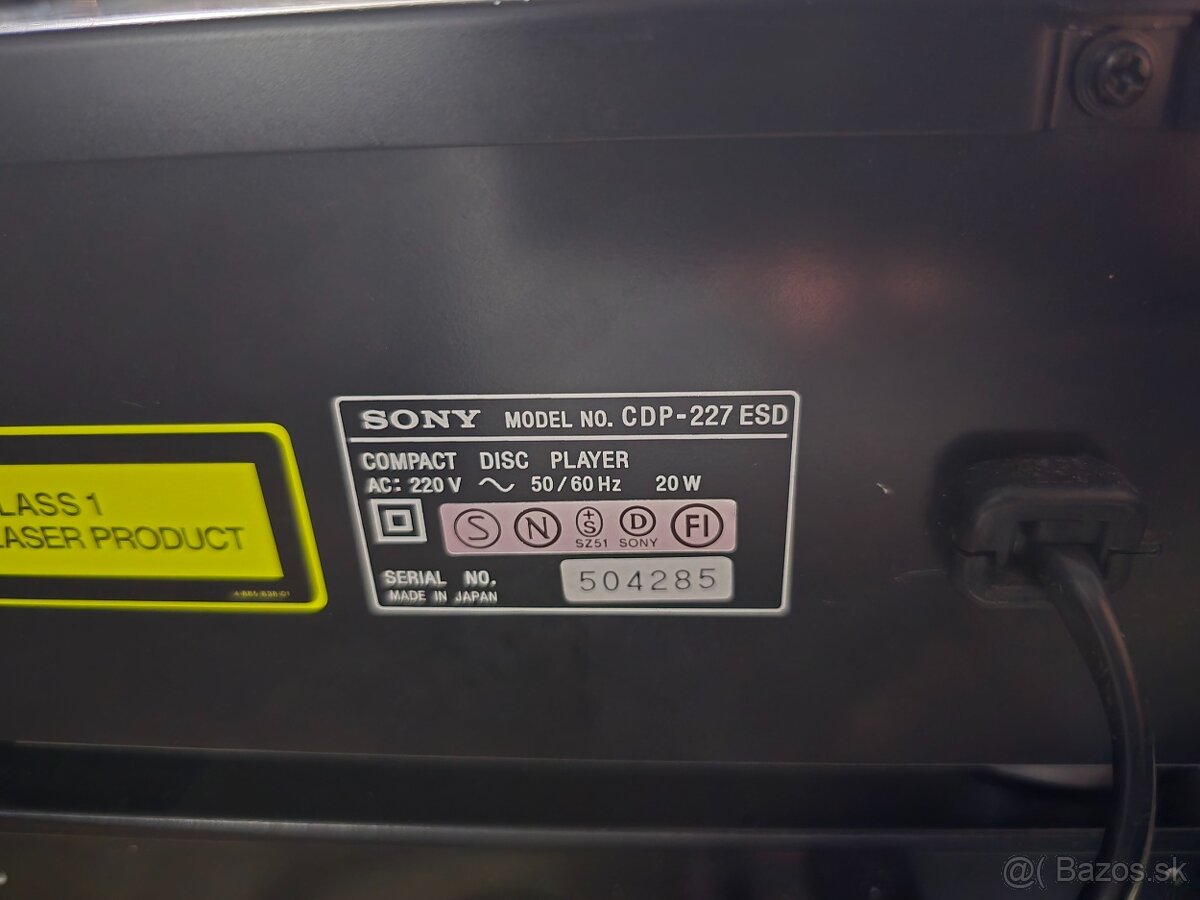 SONY MODEL NO. CDP-227 ESD
COMPACT DISC PLAYER
AC: 220 V ~ 50/60 Hz 20 W
S N +S D FI
SZ51 SONY
SERIAL NO. 504285
MADE IN JAPAN
LASS 1
LASER PRODUCT
@( Bazos.sk